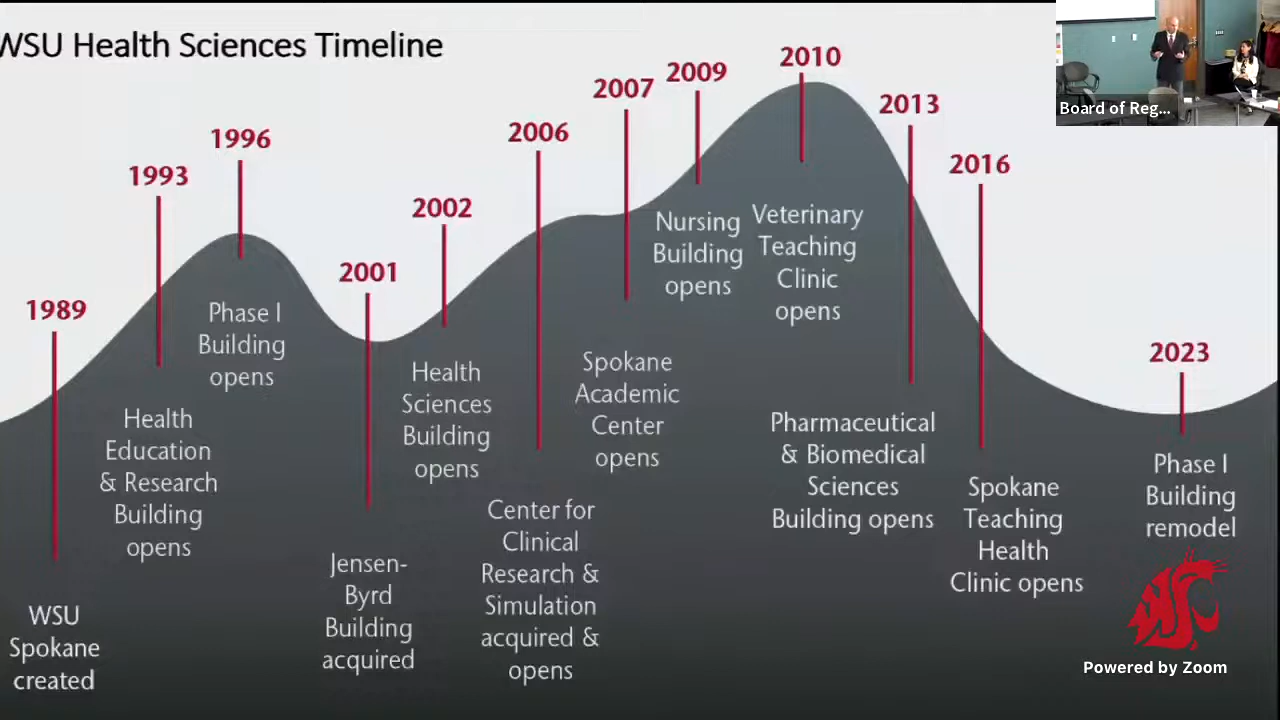 WSU Health Sciences Timeline
Board of Reg...
1989
WSU
Spokane
created
1993
Health
Education
& Research
Building
opens
1996
Phase I
Building
opens
2001
Jensen-
Byrd
Building
acquired
2002
Health
Sciences
Building
opens
2006
Center for
Clinical
Research &
Simulation
acquired &
opens
2007
Spokane
Academic
Center
opens
2009
Nursing
Building
opens
2010
Veterinary
Teaching
Clinic
opens
2013
Pharmaceutical
& Biomedical
Sciences
Building opens
2016
Spokane
Teaching
Health
Clinic opens
2023
Phase I
Building
remodel
WSU
Powered by Zoom